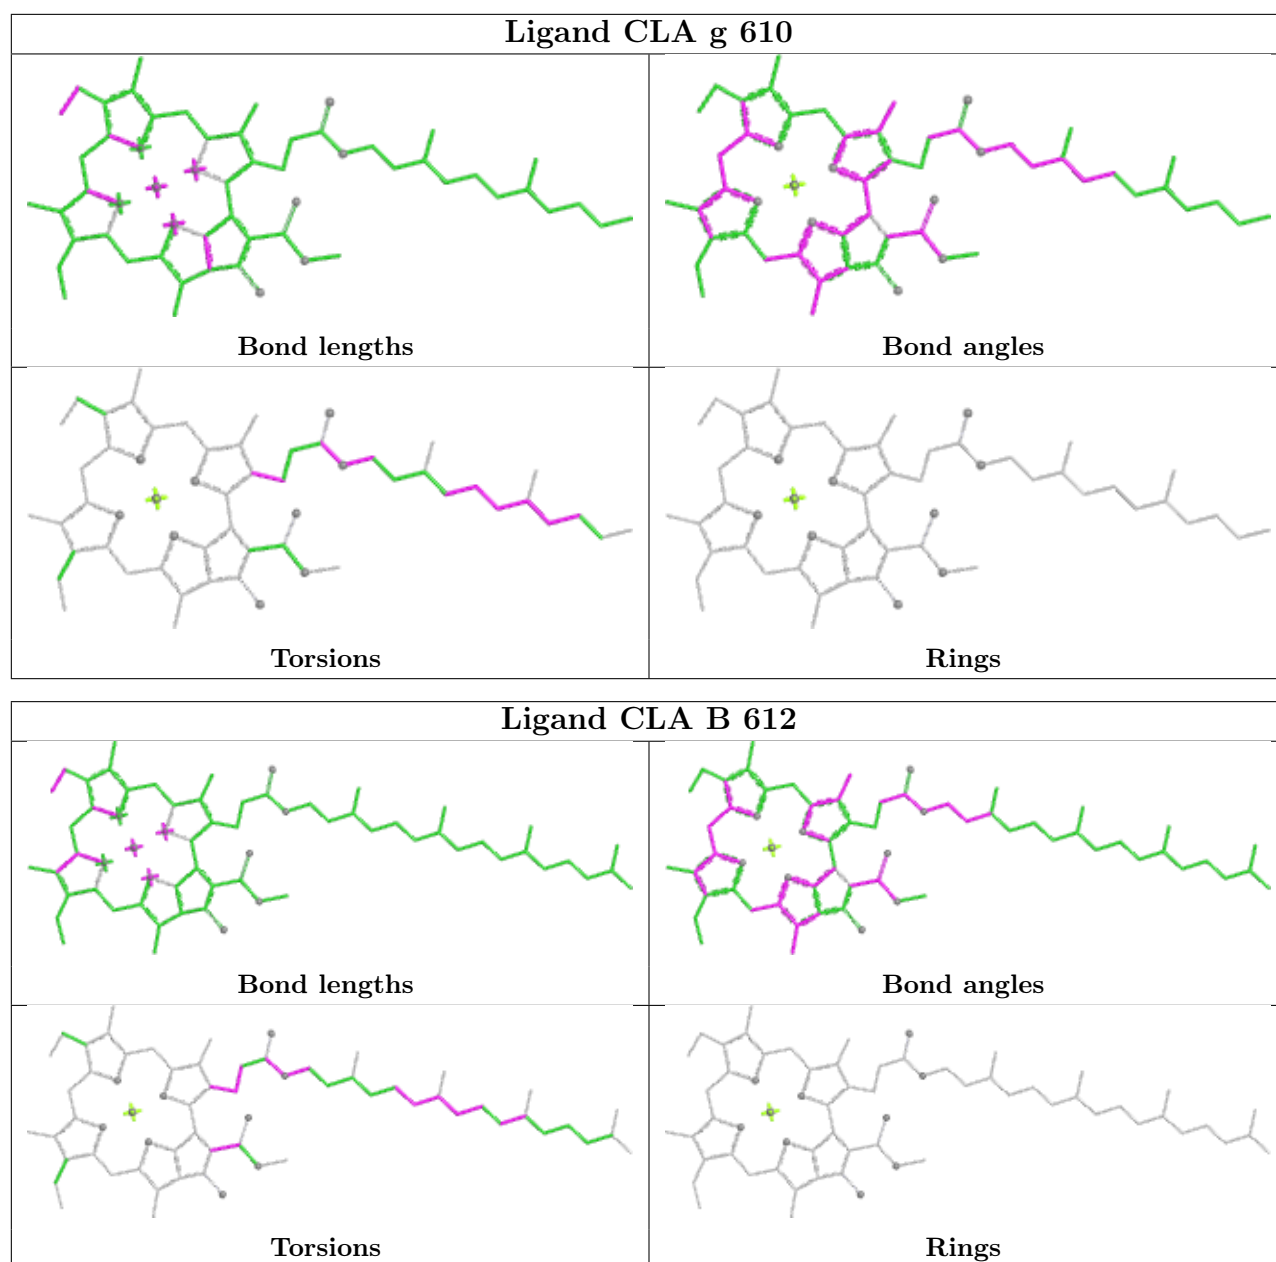 Ligand CLA g 610
Bond lengths
Bond angles
Torsions
Rings
Ligand CLA B 612
Bond lengths
Bond angles
Torsions
Rings